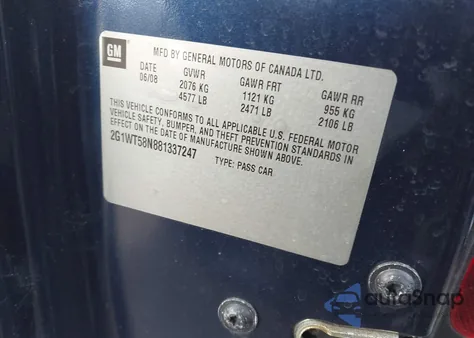 GM
MFD BY GENERAL MOTORS OF CANADA LTD.
DATE GVWR GAWR FRT GAWR RR
06/08 2076 KG 1121 KG 955 KG
4577 LB 2471 LB 2106 LB
THIS VEHICLE CONFORMS TO ALL APPLICABLE U.S. FEDERAL MOTOR
VEHICLE SAFETY, BUMPER, AND THEFT PREVENTION STANDARDS IN
EFFECT ON THE DATE OF MANUFACTURE SHOWN ABOVE.
2G1WT58N881337247
TYPE: PASS CAR
autoSnap